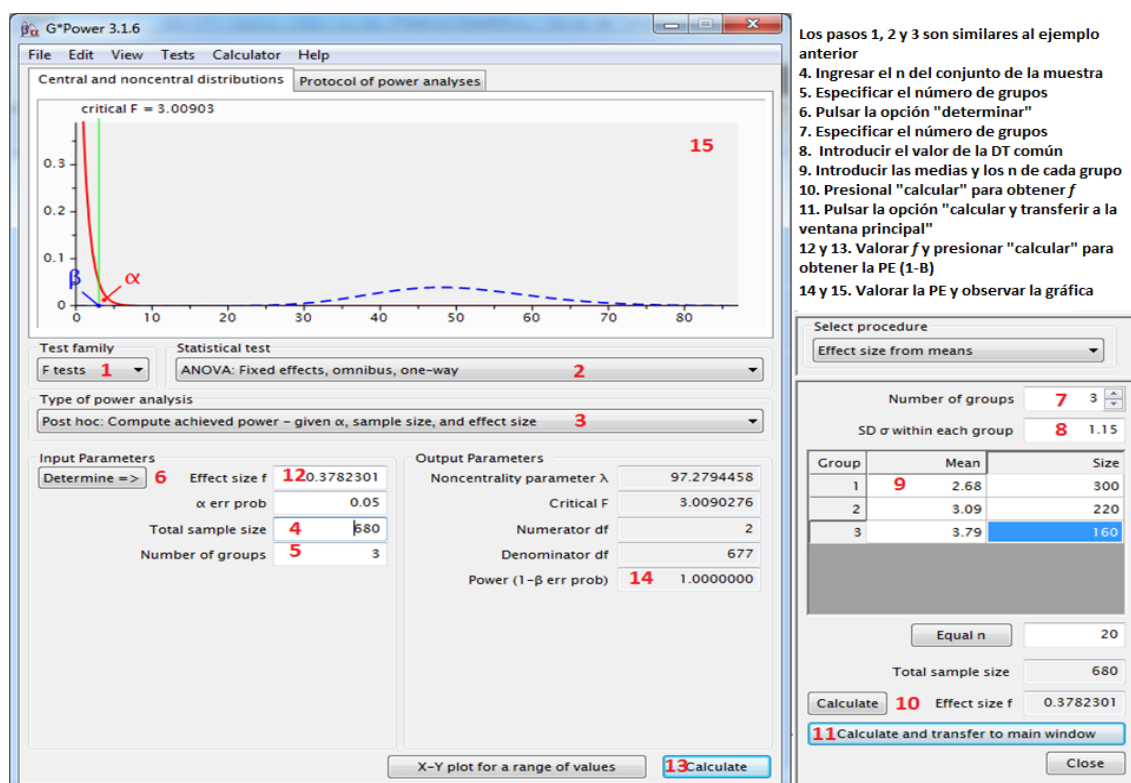 G*Power 3.1.6
File Edit View Tests Calculator Help
Central and noncentral distributions Protocol of power analyses
critical F = 3.00903
15
0.3
0.2
0.1
0
β
α
0 10 20 30 40 50 60 70 80
Test family Statistical test
F tests 1 ANOVA: Fixed effects, omnibus, one-way 2
Type of power analysis
Post hoc: Compute achieved power – given α, sample size, and effect size 3
Input Parameters
Determine => 6 Effect size f 12 0.3782301
α err prob 0.05
Total sample size 4 680
Number of groups 5 3
Output Parameters
Noncentrality parameter λ 97.2794458
Critical F 3.0090276
Numerator df 2
Denominator df 677
Power (1-β err prob) 14 1.0000000
X-Y plot for a range of values 13 Calculate
Los pasos 1, 2 y 3 son similares al ejemplo
anterior
4. Ingresar el n del conjunto de la muestra
5. Especificar el número de grupos
6. Pulsar la opción "determinar"
7. Especificar el número de grupos
8. Introducir el valor de la DT común
9. Introducir las medias y los n de cada grupo
10. Presional "calcular" para obtener f
11. Pulsar la opción "calcular y transferir a la
ventana principal"
12 y 13. Valorar f y presionar "calcular" para
obtener la PE (1-B)
14 y 15. Valorar la PE y observar la gráfica
Select procedure
Effect size from means
Number of groups 7 3
SD σ within each group 8 1.15
Group Mean Size
1 9 2.68 300
2 3.09 220
3 3.79 160
Equal n 20
Total sample size 680
Calculate 10 Effect size f 0.3782301
11 Calculate and transfer to main window
Close